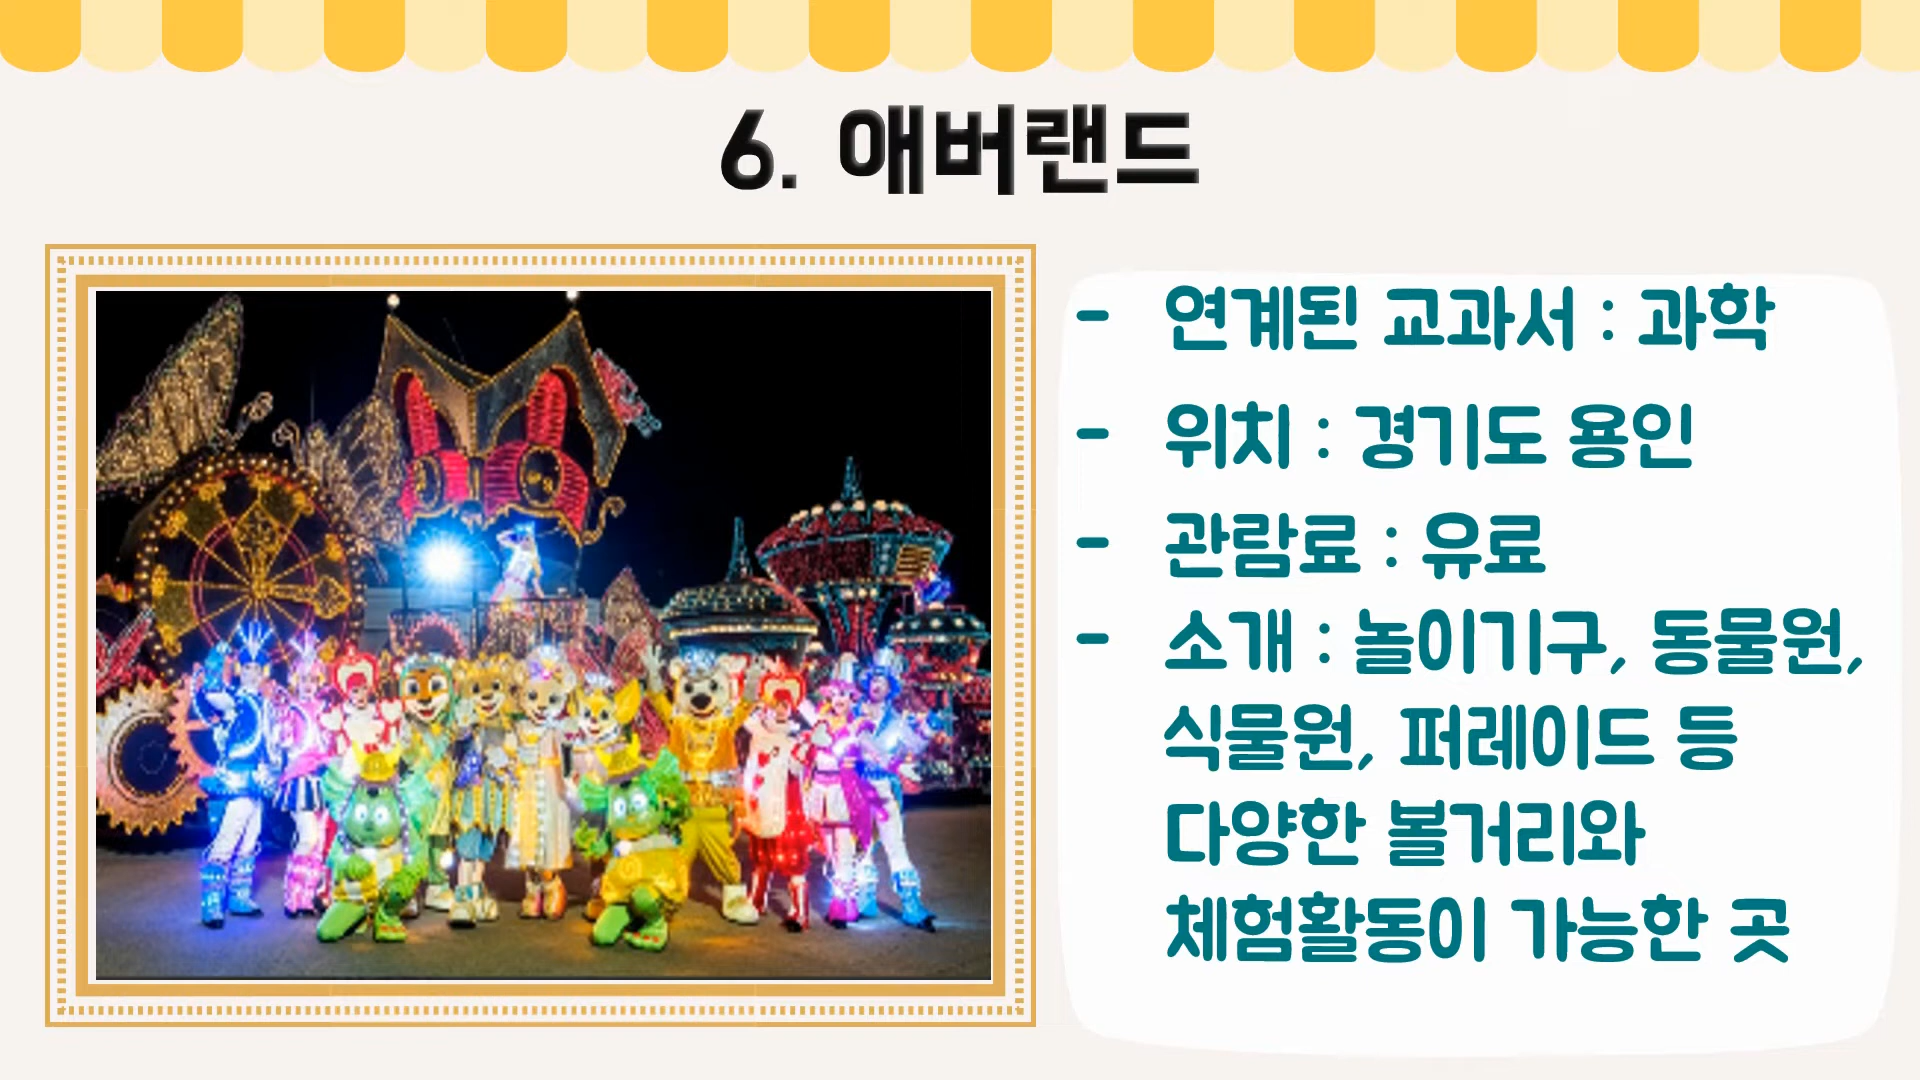 6. 애버랜드
- 연계된 교과서 : 과학
- 위치 : 경기도 용인
- 관람료 : 유료
- 소개 : 놀이기구, 동물원,
식물원, 퍼레이드 등
다양한 볼거리와
체험활동이 가능한 곳